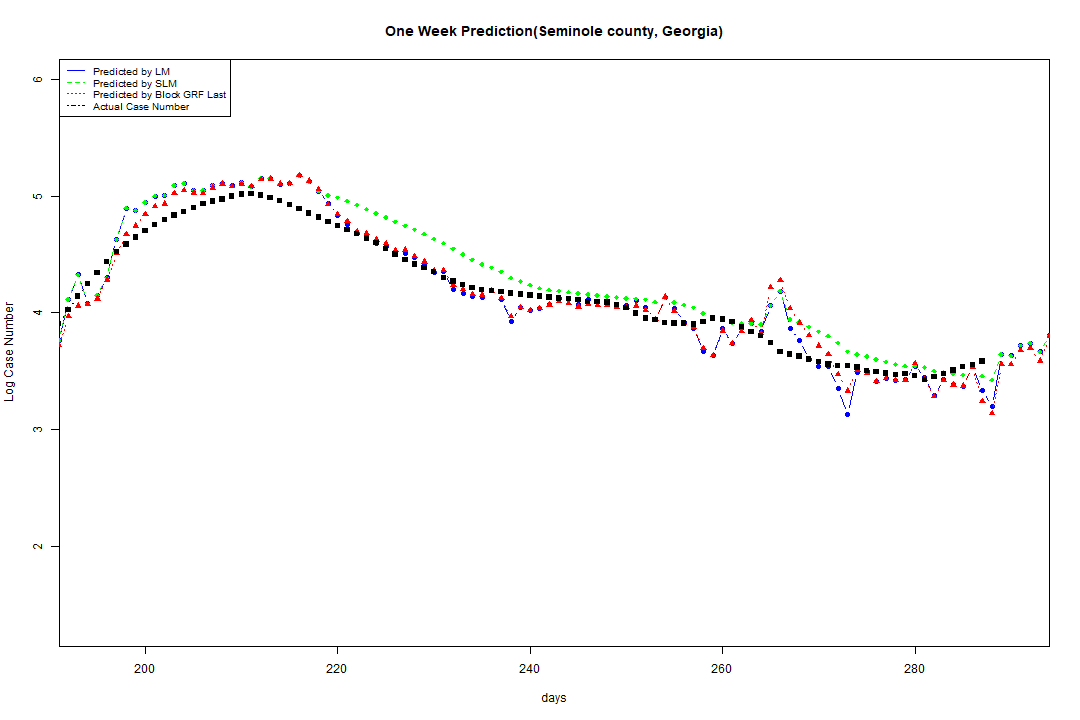 One Week Prediction(Seminole county, Georgia)
Predicted by LM
Predicted by SLM
Predicted by Block GRF Last
Actual Case Number
6
5
4
3
2
Log Case Number
200 220 240 260 280
days